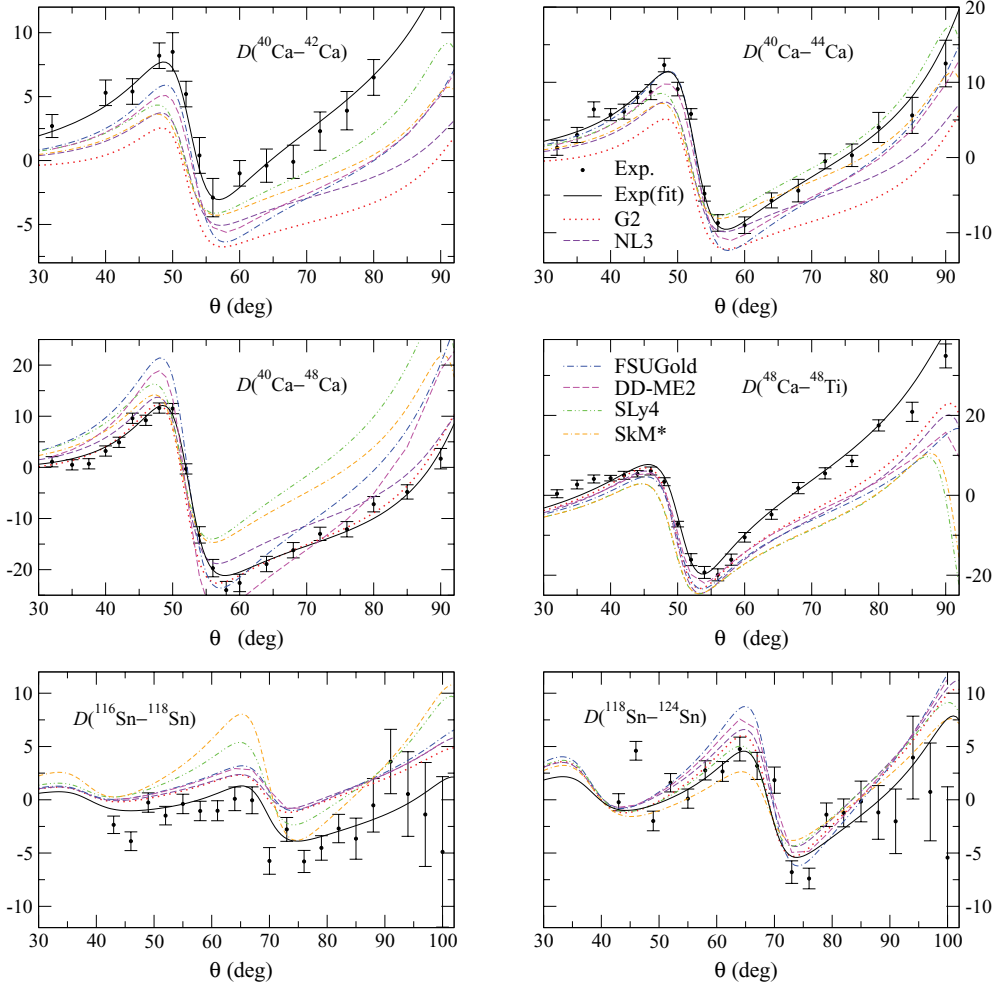 D(⁴⁰Ca–⁴²Ca)
10
5
0
-5
30 40 50 60 70 80 90
θ (deg)
D(⁴⁰Ca–⁴⁴Ca)
Exp.
Exp(fit)
G2
NL3
20
10
0
-10
30 40 50 60 70 80 90
θ (deg)
D(⁴⁰Ca–⁴⁸Ca)
20
10
0
-10
-20
30 40 50 60 70 80 90
θ (deg)
FSUGold
DD-ME2
SLy4
SkM*
D(⁴⁸Ca–⁴⁸Ti)
20
0
-20
30 40 50 60 70 80 90
θ (deg)
D(¹¹⁶Sn–¹¹⁸Sn)
10
5
0
-5
-10
30 40 50 60 70 80 90 100
θ (deg)
D(¹¹⁸Sn–¹²⁴Sn)
10
5
0
-5
-10
30 40 50 60 70 80 90 100
θ (deg)